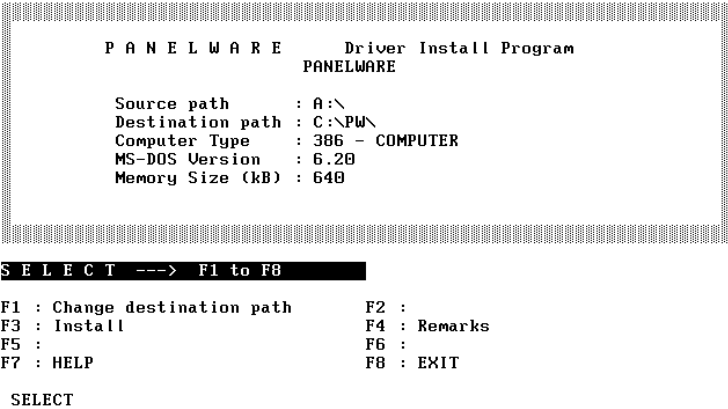 P A N E L W A R E Driver Install Program
PANELWARE
Source path : A:\
Destination path : C:\PW\
Computer Type : 386 - COMPUTER
MS-DOS Version : 6.20
Memory Size (kB) : 640
S E L E C T ---> F1 to F8
F1 : Change destination path F2 :
F3 : Install F4 : Remarks
F5 : F6 :
F7 : HELP F8 : EXIT
SELECT